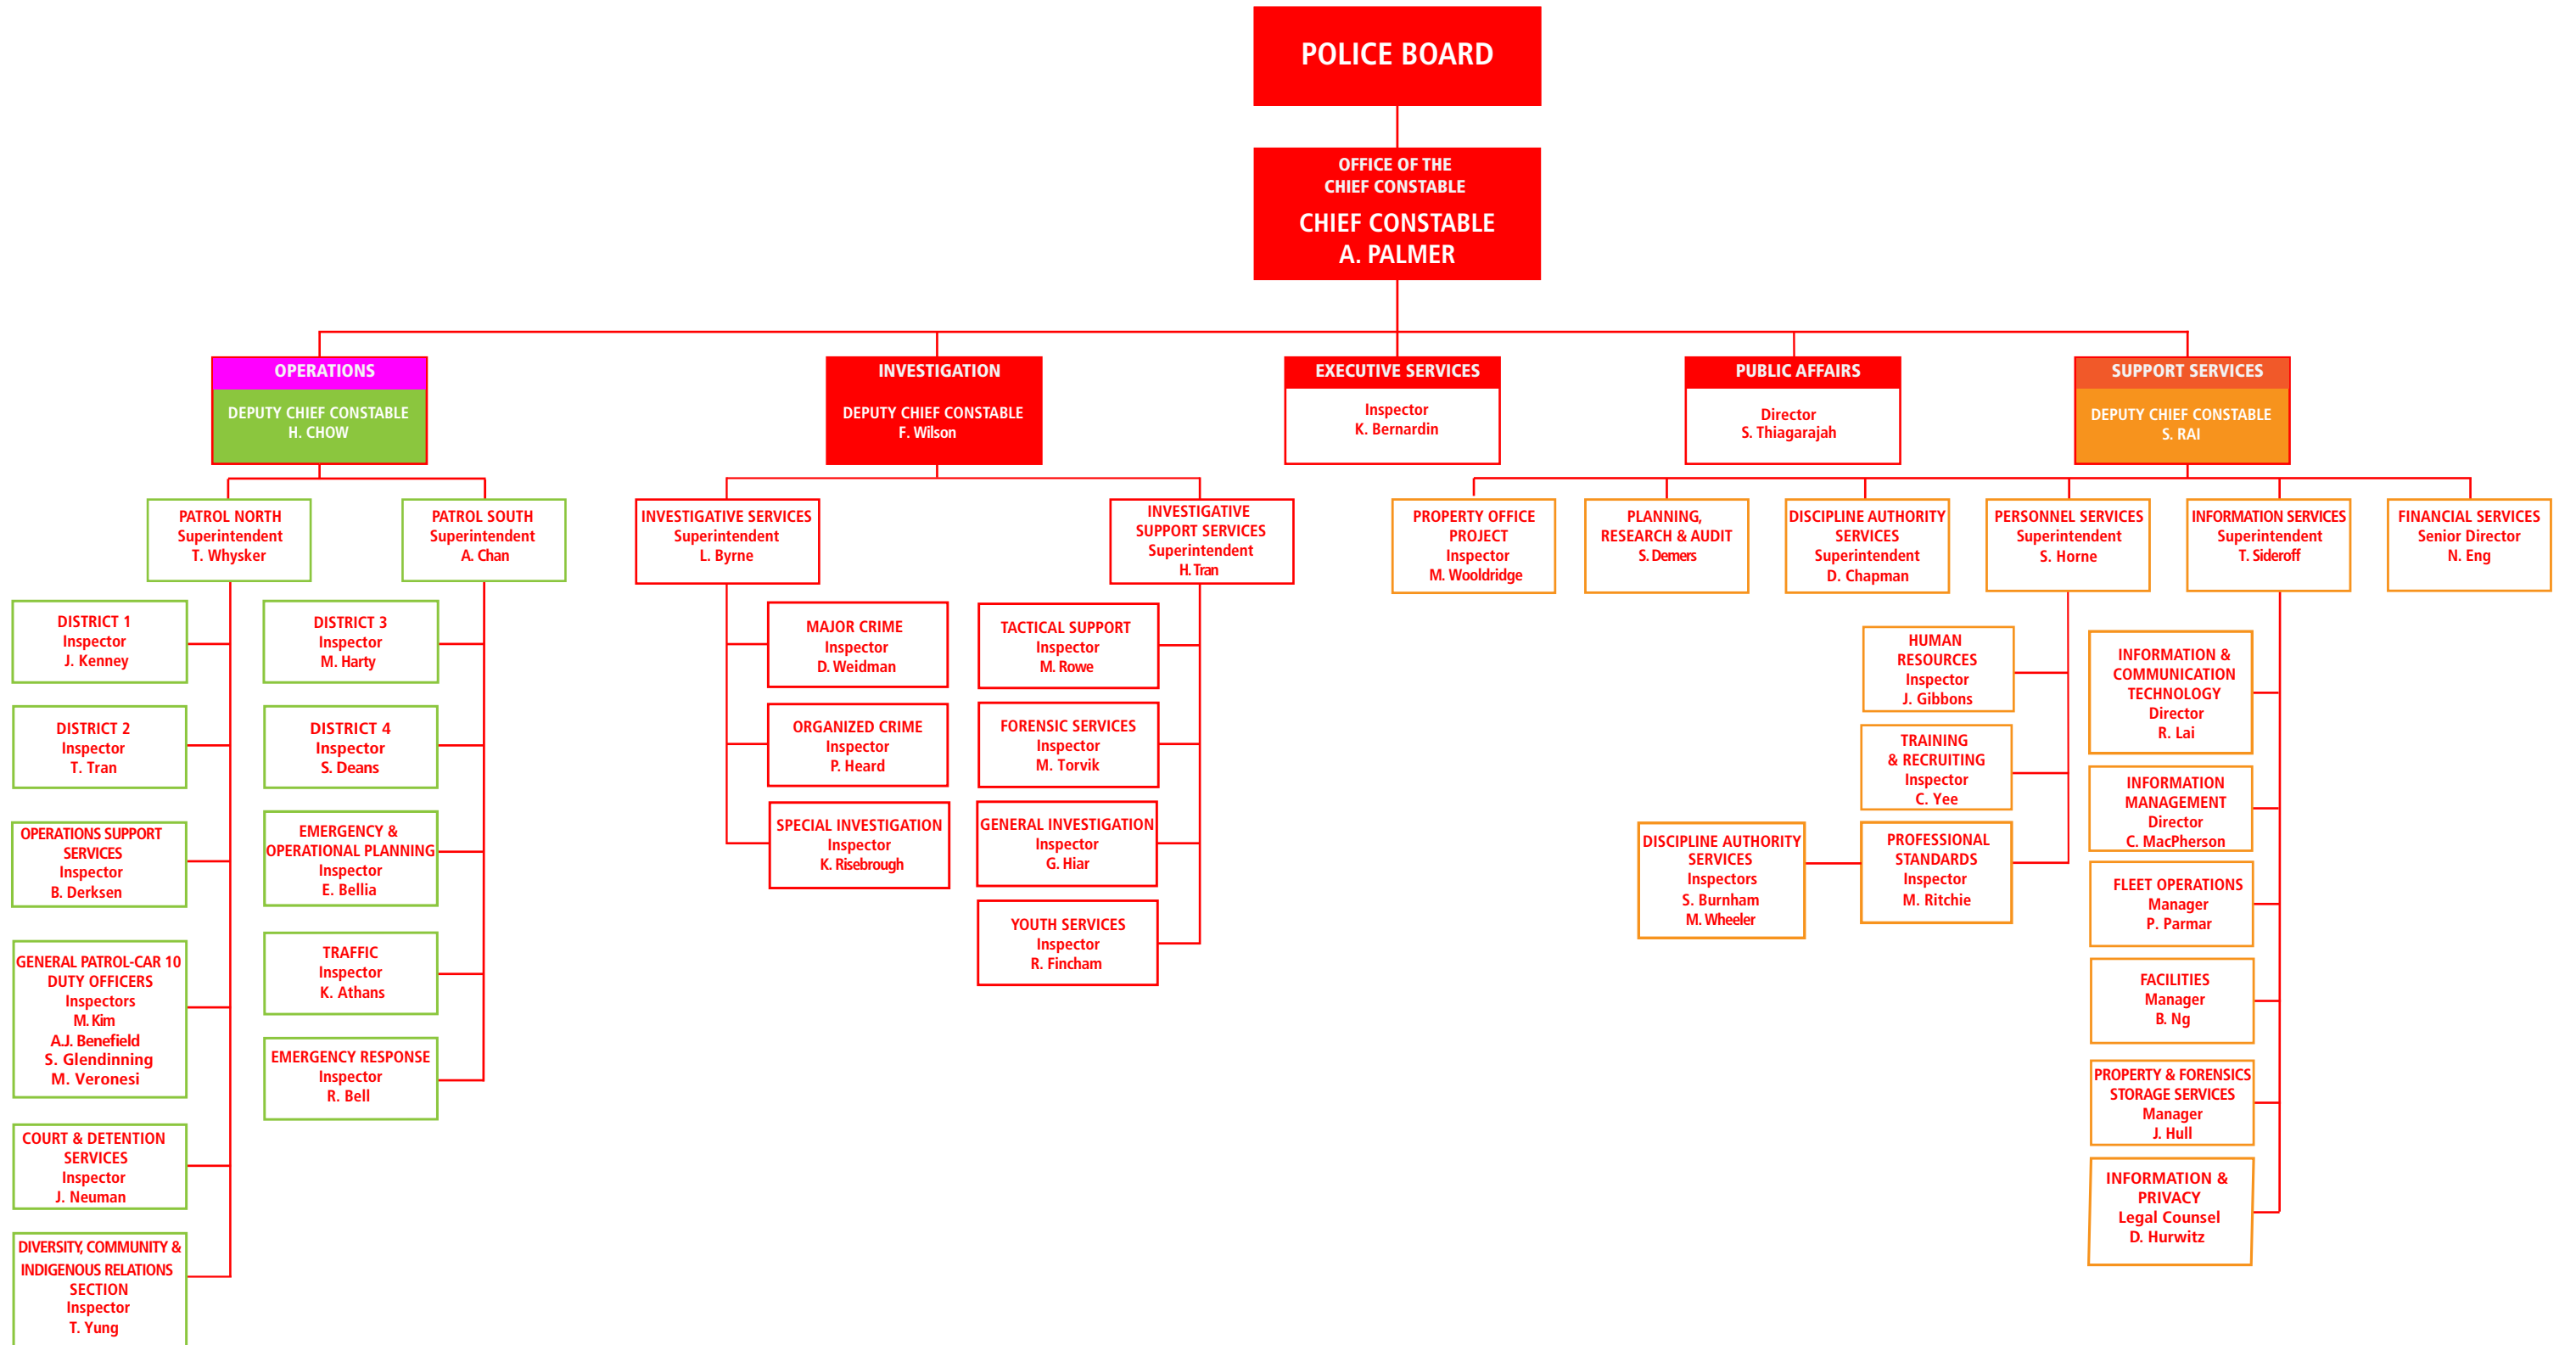 POLICE BOARD
OFFICE OF THE
CHIEF CONSTABLE
CHIEF CONSTABLE
A. PALMER
OPERATIONS
DEPUTY CHIEF CONSTABLE
H. CHOW
INVESTIGATION
DEPUTY CHIEF CONSTABLE
F. Wilson
EXECUTIVE SERVICES
Inspector
K. Bernardin
PUBLIC AFFAIRS
Director
S. Thiagarajah
SUPPORT SERVICES
DEPUTY CHIEF CONSTABLE
S. RAI
PATROL NORTH
Superintendent
T. Whysker
PATROL SOUTH
Superintendent
A. Chan
INVESTIGATIVE SERVICES
Superintendent
L. Byrne
INVESTIGATIVE
SUPPORT SERVICES
Superintendent
H. Tran
PROPERTY OFFICE
PROJECT
Inspector
M. Wooldridge
PLANNING,
RESEARCH & AUDIT
S. Demers
DISCIPLINE AUTHORITY
SERVICES
Superintendent
D. Chapman
PERSONNEL SERVICES
Superintendent
S. Horne
INFORMATION SERVICES
Superintendent
T. Sideroff
FINANCIAL SERVICES
Senior Director
N. Eng
DISTRICT 1
Inspector
J. Kenney
DISTRICT 2
Inspector
T. Tran
OPERATIONS SUPPORT
SERVICES
Inspector
B. Derksen
GENERAL PATROL-CAR 10
DUTY OFFICERS
Inspectors
M. Kim
A.J. Benefield
S. Glendinning
M. Veronesi
COURT & DETENTION
SERVICES
Inspector
J. Neuman
DIVERSITY, COMMUNITY &
INDIGENOUS RELATIONS
SECTION
Inspector
T. Yung
DISTRICT 3
Inspector
M. Harty
DISTRICT 4
Inspector
S. Deans
EMERGENCY &
OPERATIONAL PLANNING
Inspector
E. Bellia
TRAFFIC
Inspector
K. Athans
EMERGENCY RESPONSE
Inspector
R. Bell
MAJOR CRIME
Inspector
D. Weidman
ORGANIZED CRIME
Inspector
P. Heard
SPECIAL INVESTIGATION
Inspector
K. Risebrough
TACTICAL SUPPORT
Inspector
M. Rowe
FORENSIC SERVICES
Inspector
M. Torvik
GENERAL INVESTIGATION
Inspector
G. Hiar
YOUTH SERVICES
Inspector
R. Fincham
HUMAN
RESOURCES
Inspector
J. Gibbons
TRAINING
& RECRUITING
Inspector
C. Yee
PROFESSIONAL
STANDARDS
Inspector
M. Ritchie
DISCIPLINE AUTHORITY
SERVICES
Inspectors
S. Burnham
M. Wheeler
INFORMATION &
COMMUNICATION
TECHNOLOGY
Director
R. Lai
INFORMATION
MANAGEMENT
Director
C. MacPherson
FLEET OPERATIONS
Manager
P. Parmar
FACILITIES
Manager
B. Ng
PROPERTY & FORENSICS
STORAGE SERVICES
Manager
J. Hull
INFORMATION &
PRIVACY
Legal Counsel
D. Hurwitz